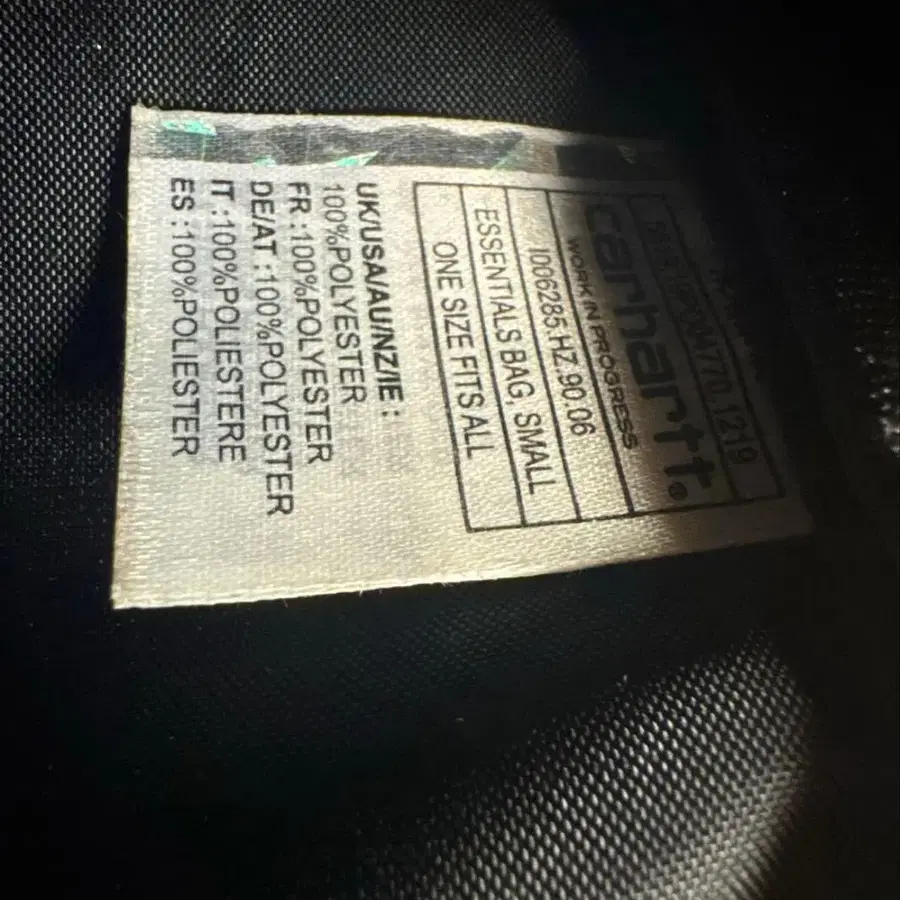 carhartt®
WORK IN PROGRESS
I006285.HZ.90.06
ESSENTIALS BAG, SMALL
ONE SIZE FITS ALL
UK/USA/AU/NZ/IE :
100%POLYESTER
FR :100%POLYESTER
DE/AT :100%POLYESTER
IT :100%POLIESTERE
ES :100%POLIESTER